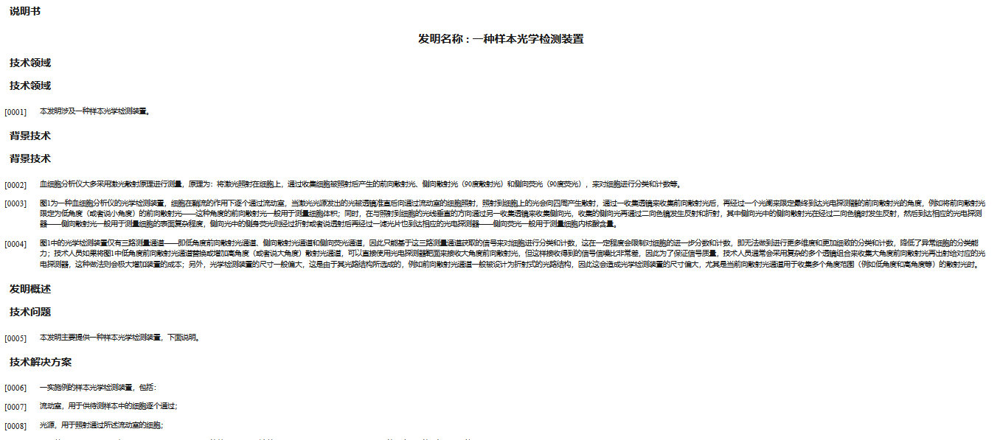 说明书
发明名称 : 一种样本光学检测装置
技术领域
技术领域
[0001] 本发明涉及一种样本光学检测装置。
背景技术
背景技术
[0002] 血细胞分析仪大多采用激光散射原理进行测量，原理为：将激光照射在细胞上，通过收集细胞被照射后产生的前向散射光、侧向散射光（90度散射光）和侧向荧光（90度荧光），来对细胞进行分类和计数等。
[0003] 图1为一种血细胞分析仪的光学检测装置，细胞在鞘流的作用下逐个通过流动室，当激光光源发出的光被透镜准直后向通过流动室的细胞照射，照射到细胞上的光会向四周产生散射，通过一收集透镜来收集前向散射光后，再经过一个光阑来限定最终到达光电探测器的前向散射光的角度，例如将前向散射光
限定为低角度（或者说小角度）的前向散射光——这种角度的前向散射光一般用于测量细胞体积；同时，在与照射到细胞的光线垂直的方向通过另一收集透镜来收集侧向光，收集的侧向光再通过二向色镜发生反射和折射，其中侧向光中的侧向散射光在经过二向色镜时发生反射，然后到达相应的光电探测
器——侧向散射光一般用于测量细胞的表面复杂程度，侧向光中的侧身荧光则经过折射或者说透射后再经过一滤光片也到达相应的光电探测器——侧向荧光一般用于测量细胞内核酸含量。
[0004] 图1中的光学检测装置仅有三路测量通道——即低角度前向散射光通道、侧向散射光通道和侧向荧光通道，因此只能基于这三路测量通道获取的信号来对细胞进行分类和计数，这在一定程度会限制对细胞的进一步分数和计数，即无法做到进行更多维度和更加细致的分类和计数，降低了异常细胞的分类能
力；技术人员如果将图1中低角度前向散射光通道替换或增加高角度（或者说大角度）散射光通道，可以直接使用光电探测器靶面来接收大角度前向散射光，但这样接收得到的信号信噪比非常差，因此为了保证信号质量，技术人员通常会采用复杂的多个透镜组合来收集大角度前向散射光再出射给对应的光
电探测器，这种做法则会极大增加装置的成本；另外，光学检测装置的尺寸一般偏大，这是由于其光路结构所造成的，例如前向散射光通道一般被设计为折射式的光路结构，因此这会造成光学检测装置的尺寸偏大，尤其是当前向散射光通道用于收集多个角度范围（例如低角度和高角度等）的散射光时。
发明概述
技术问题
[0005] 本发明主要提供一种样本光学检测装置，下面说明。
技术解决方案
[0006] 一实施例的样本光学检测装置，包括：
[0007] 流动室，用于供待测样本中的细胞逐个通过；
[0008] 光源，用于照射通过所述流动室的细胞；